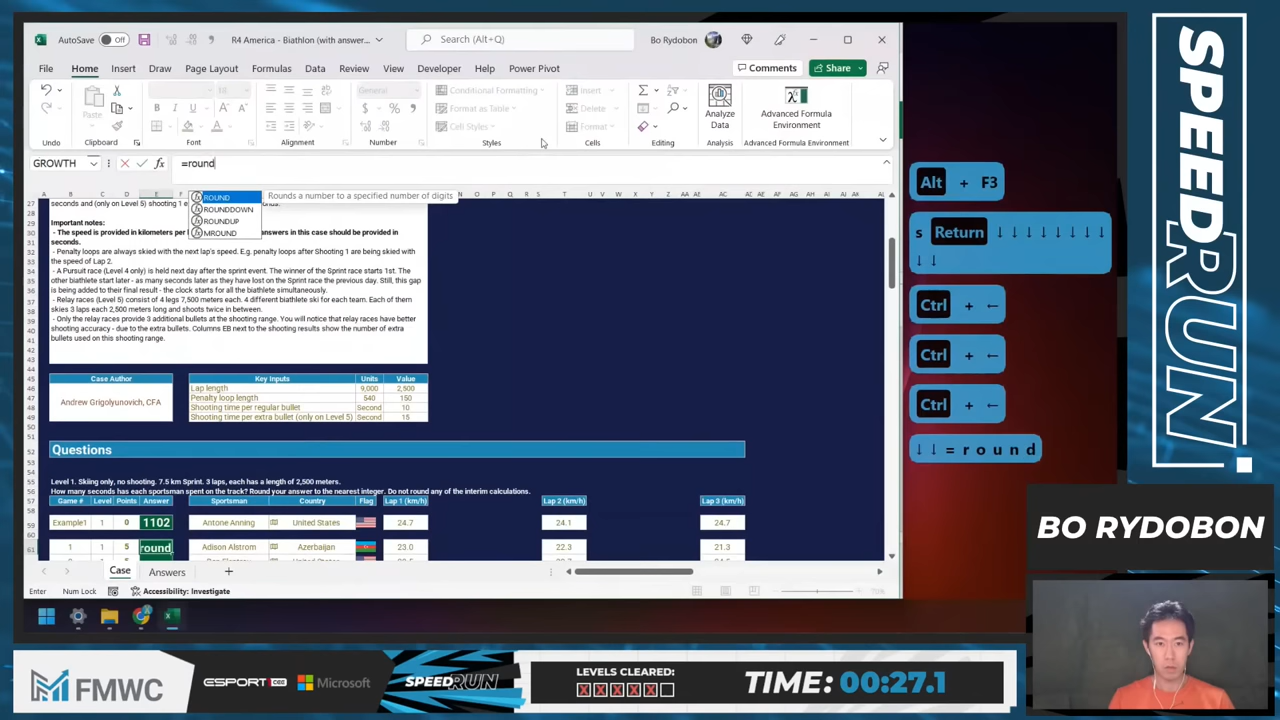 AutoSave Off
R4 America - Biathlon (with answer...
Search (Alt+Q)
Bo Rydobon
File Home Insert Draw Page Layout Formulas Data Review View Developer Help Power Pivot
Comments Share
Paste
General
Conditional Formatting
Format as Table
Cell Styles
Insert
Delete
Format
Analyze
Data
Advanced Formula
Environment
Undo Clipboard Font Alignment Number Styles Cells Editing Analysis Advanced Formula Environment
GROWTH
=round
ROUND
Rounds a number to a specified number of digits
ROUNDDOWN
ROUNDUP
MROUND
Important notes:
seconds.
- Penalty loops are always skied with the next lap's speed. E.g. penalty loops after Shooting 1 are being skied with
the speed of Lap 2.
- A Pursuit race (Level 4 only) is held next day after the sprint event. The winner of the Sprint race starts 1st. The
other biathlete start later - as many seconds later as they have lost on the Sprint race the previous day. Still, this gap
is being added to their final result - the clock starts for all the biathlete simultaneously.
- Relay races (Level 5) consist of 4 legs 7,500 meters each. 4 different biathlete ski for each team. Each of them
skies 3 laps each 2,500 meters long and shoots twice in between.
- Only the relay races provide 3 additional bullets at the shooting range. You will notice that relay races have better
shooting accuracy - due to the extra bullets. Columns EB next to the shooting results show the number of extra
bullets used on this shooting range.
Case Author
Andrew Grigolyunovich, CFA
Key Inputs Units Value
Lap length 9,000 2,500
Penalty loop length 540 150
Shooting time per regular bullet Second 10
Shooting time per extra bullet (only on Level 5) Second 15
Questions
Level 1. Skiing only, no shooting. 7.5 km Sprint. 3 laps, each has a length of 2,500 meters.
How many seconds has each sportsman spent on the track? Round your answer to the nearest integer. Do not round any of the interim calculations.
Game # Level Points Answer Sportsman Country Flag Lap 1 (km/h) Lap 2 (km/h) Lap 3 (km/h)
Example1 1 0 1102 Antone Anning United States 24.7 24.1 24.7
1 1 5 round Adison Alstrom Azerbaijan 23.0 22.3 21.3
Case Answers
Enter Num Lock Accessibility: Investigate
Alt + F3
s Return ↓ ↓ ↓ ↓ ↓ ↓ ↓ ↓
↓ ↓
Ctrl + ←
Ctrl + ←
Ctrl + ←
↓ ↓ = r o u n d
SPEED
RUN
BO RYDOBON
FMWC
ESPORT
Microsoft
SPEEDRUN
LEVELS CLEARED:
X X X X
TIME: 00:27.1